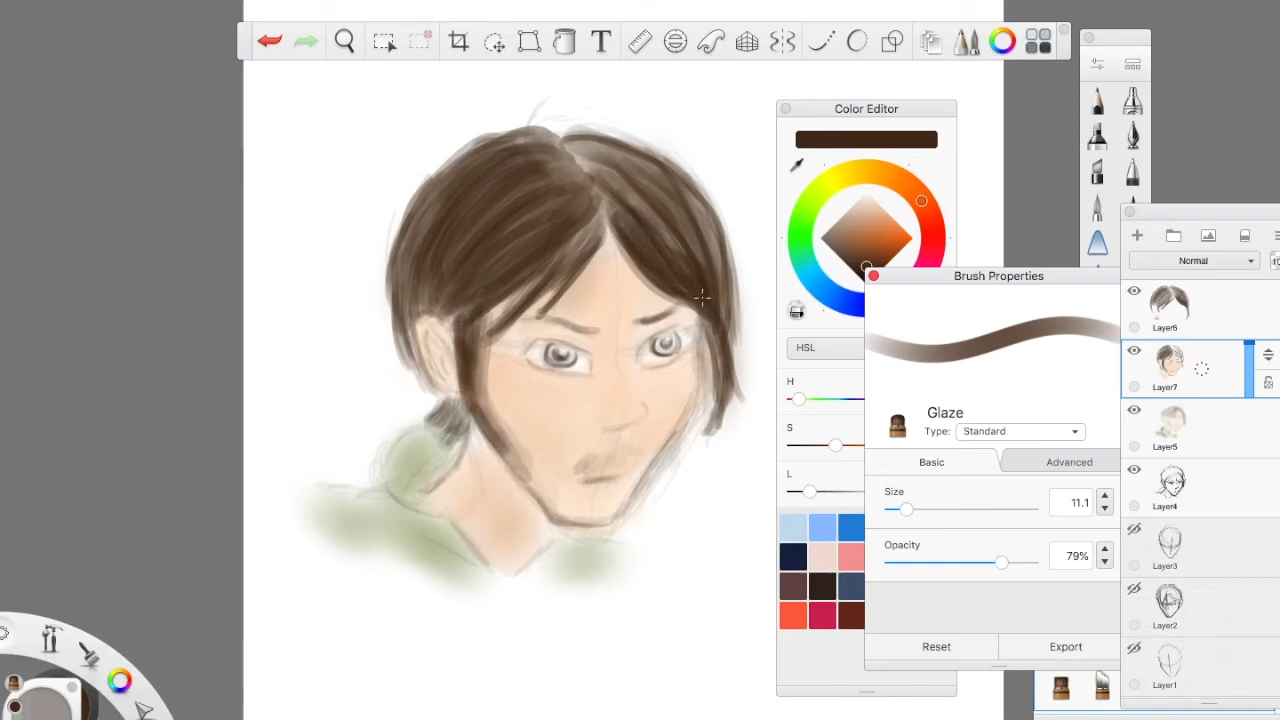 T
Color Editor
Brush Properties
Normal
HSL
H
S
L
Glaze
Type: Standard
Basic
Advanced
Size
11.1
Opacity
79%
Reset
Export
Layer6
Layer7
Layer5
Layer4
Layer3
Layer2
Layer1